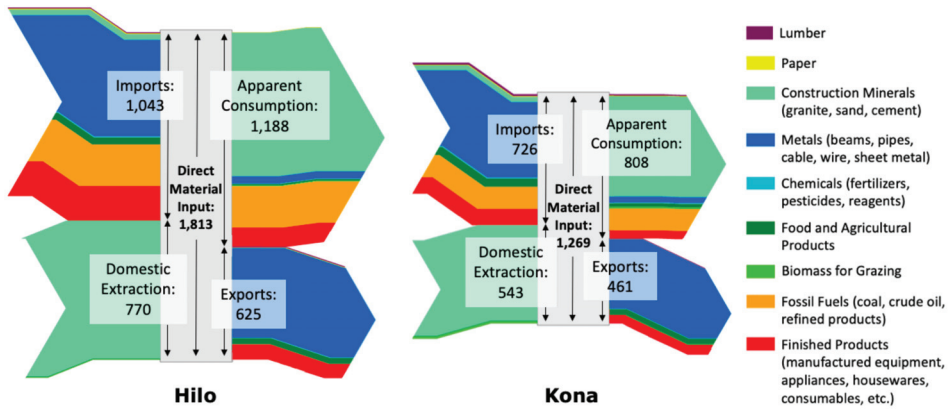 Imports:
1,043
Apparent
Consumption:
1,188
Direct
Material
Input:
1,813
Domestic
Extraction:
770
Exports:
625
Hilo
Imports:
726
Apparent
Consumption:
808
Direct
Material
Input:
1,269
Domestic
Extraction:
543
Exports:
461
Kona
Lumber
Paper
Construction Minerals
(granite, sand, cement)
Metals (beams, pipes,
cable, wire, sheet metal)
Chemicals (fertilizers,
pesticides, reagents)
Food and Agricultural
Products
Biomass for Grazing
Fossil Fuels (coal, crude oil,
refined products)
Finished Products
(manufactured equipment,
appliances, housewares,
consumables, etc.)